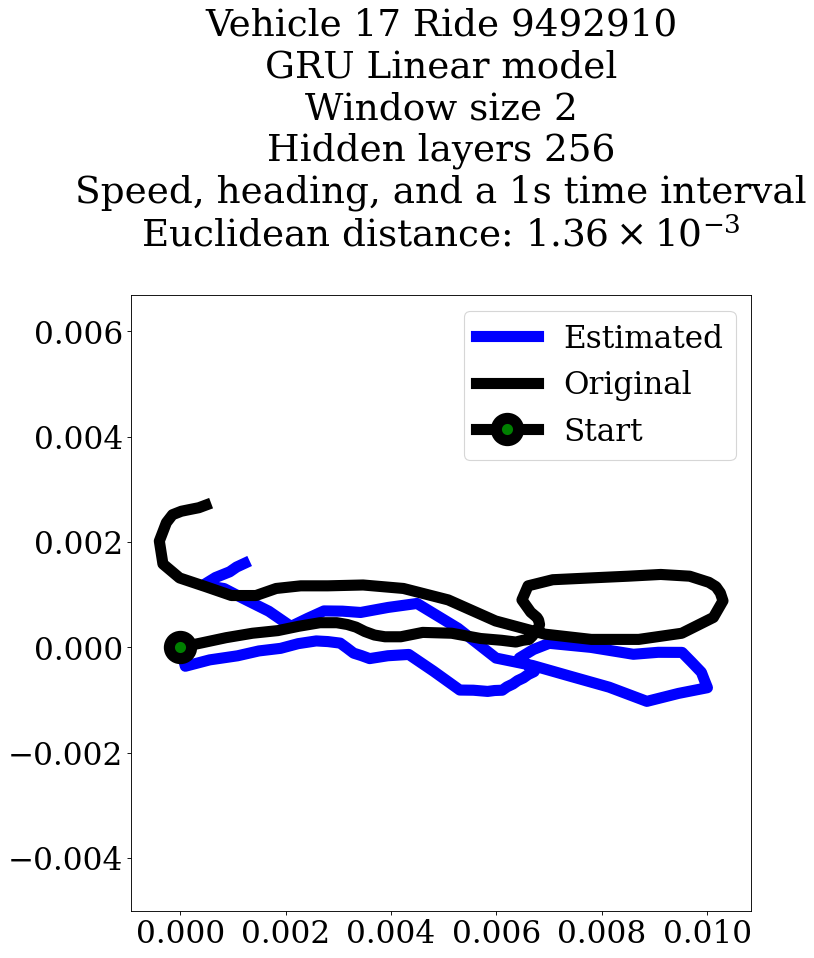 Vehicle 17 Ride 9492910
GRU Linear model
Window size 2
Hidden layers 256
Speed, heading, and a 1s time interval
Euclidean distance: 1.36 × 10⁻³
Estimated
Original
Start
0.006
0.004
0.002
0.000
−0.002
−0.004
0.000 0.002 0.004 0.006 0.008 0.010